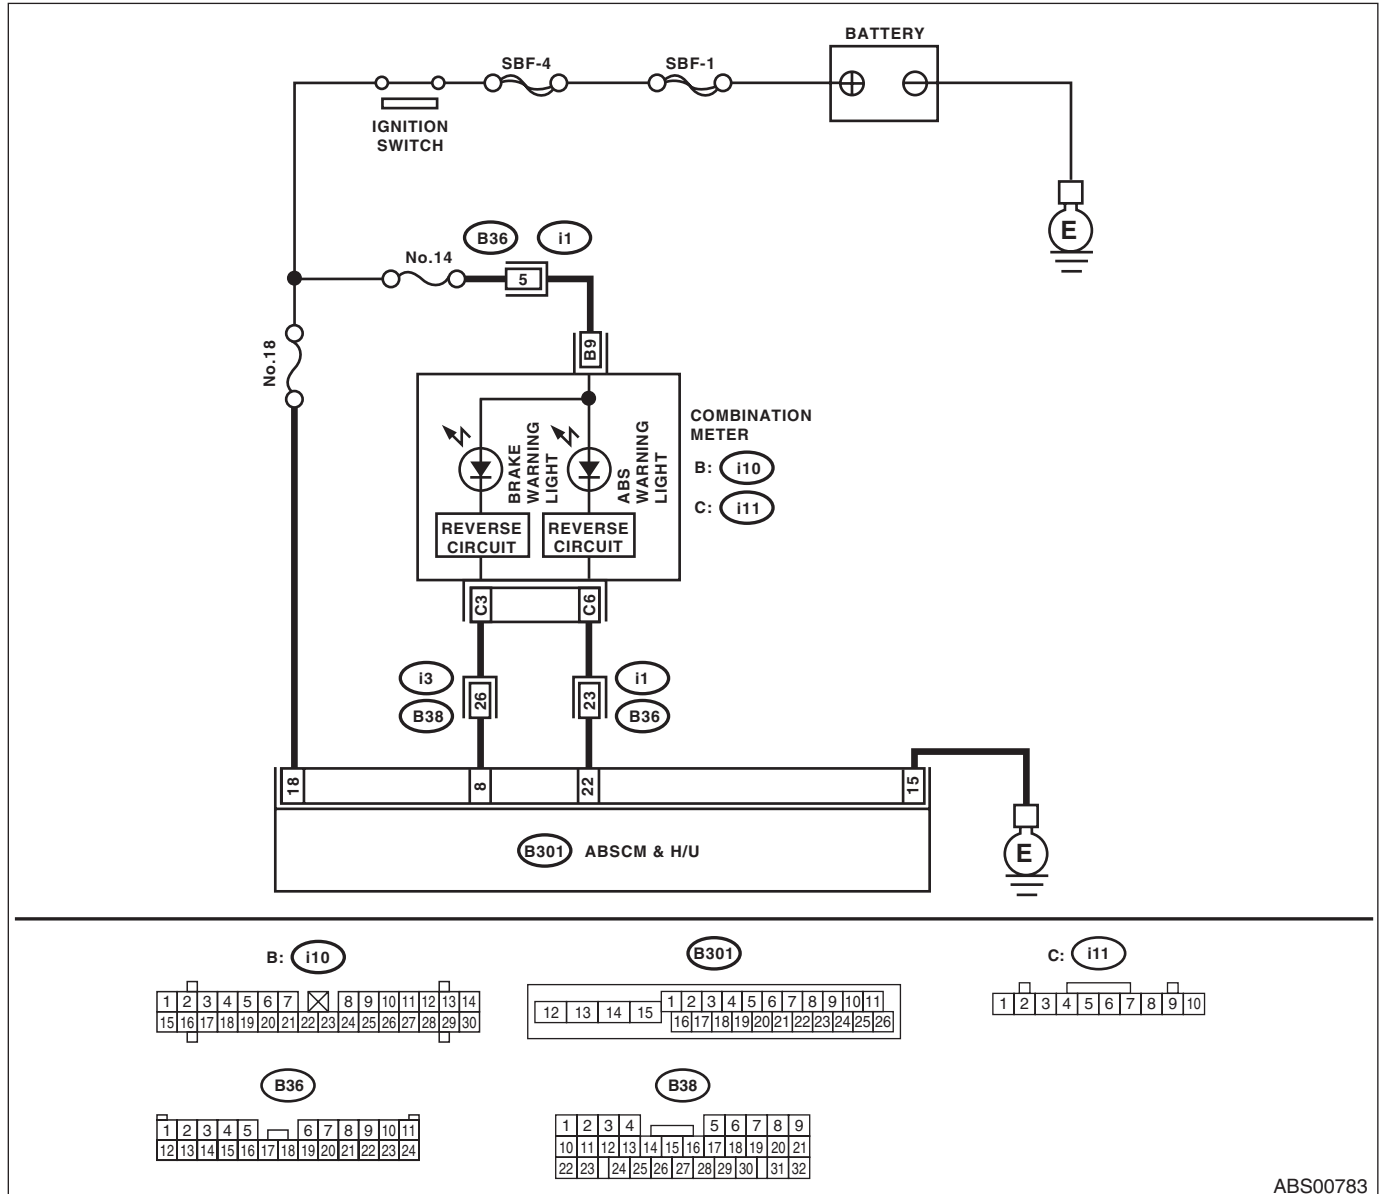 BATTERY
SBF-4
SBF-1
IGNITION
SWITCH
E
B36
i1
No.14
5
No.18
B9
COMBINATION
METER
B: i10
C: i11
BRAKE
WARNING
LIGHT
ABS
WARNING
LIGHT
REVERSE
CIRCUIT
REVERSE
CIRCUIT
C3
C6
i3
B38
26
23
i1
B36
18
8
22
15
B301 ABSCM & H/U
E
B: i10
1 2 3 4 5 6 7 8 9 10 11 12 13 14
15 16 17 18 19 20 21 22 23 24 25 26 27 28 29 30
B301
1 2 3 4 5 6 7 8 9 10 11
12 13 14 15
16 17 18 19 20 21 22 23 24 25 26
C: i11
1 2 3 4 5 6 7 8 9 10
B36
1 2 3 4 5 6 7 8 9 10 11
12 13 14 15 16 17 18 19 20 21 22 23 24
B38
1 2 3 4 5 6 7 8 9
10 11 12 13 14 15 16 17 18 19 20 21
22 23 24 25 26 27 28 29 30 31 32
ABS00783